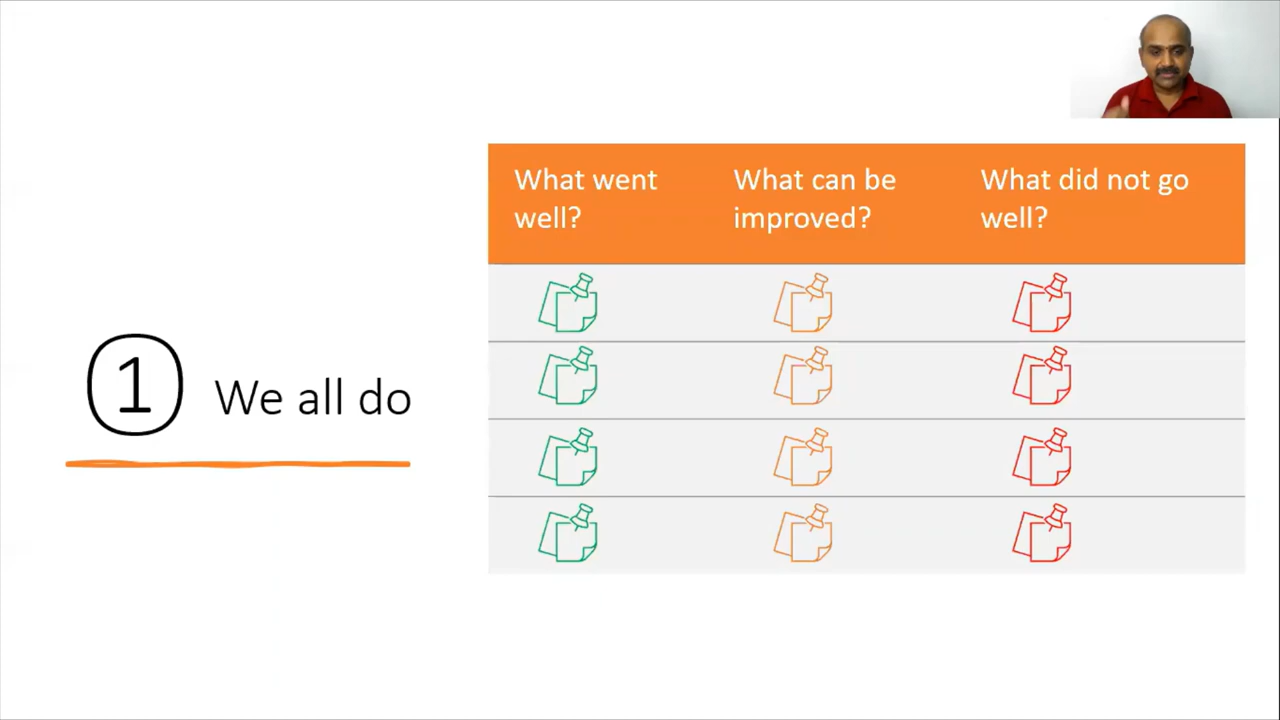 What went
well?
What can be
improved?
What did not go
well?
1 We all do